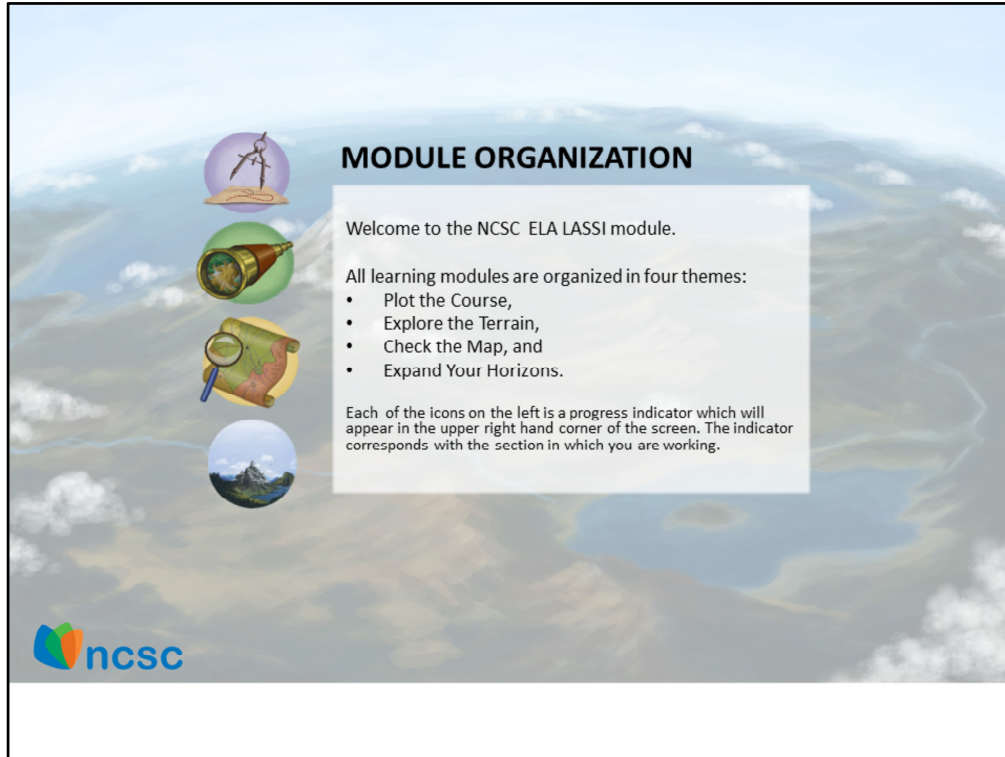 MODULE ORGANIZATION
Welcome to the NCSC ELA LASSI module.
All learning modules are organized in four themes:
• Plot the Course,
• Explore the Terrain,
• Check the Map, and
• Expand Your Horizons.
Each of the icons on the left is a progress indicator which will
appear in the upper right hand corner of the screen. The indicator
corresponds with the section in which you are working.
ncsc